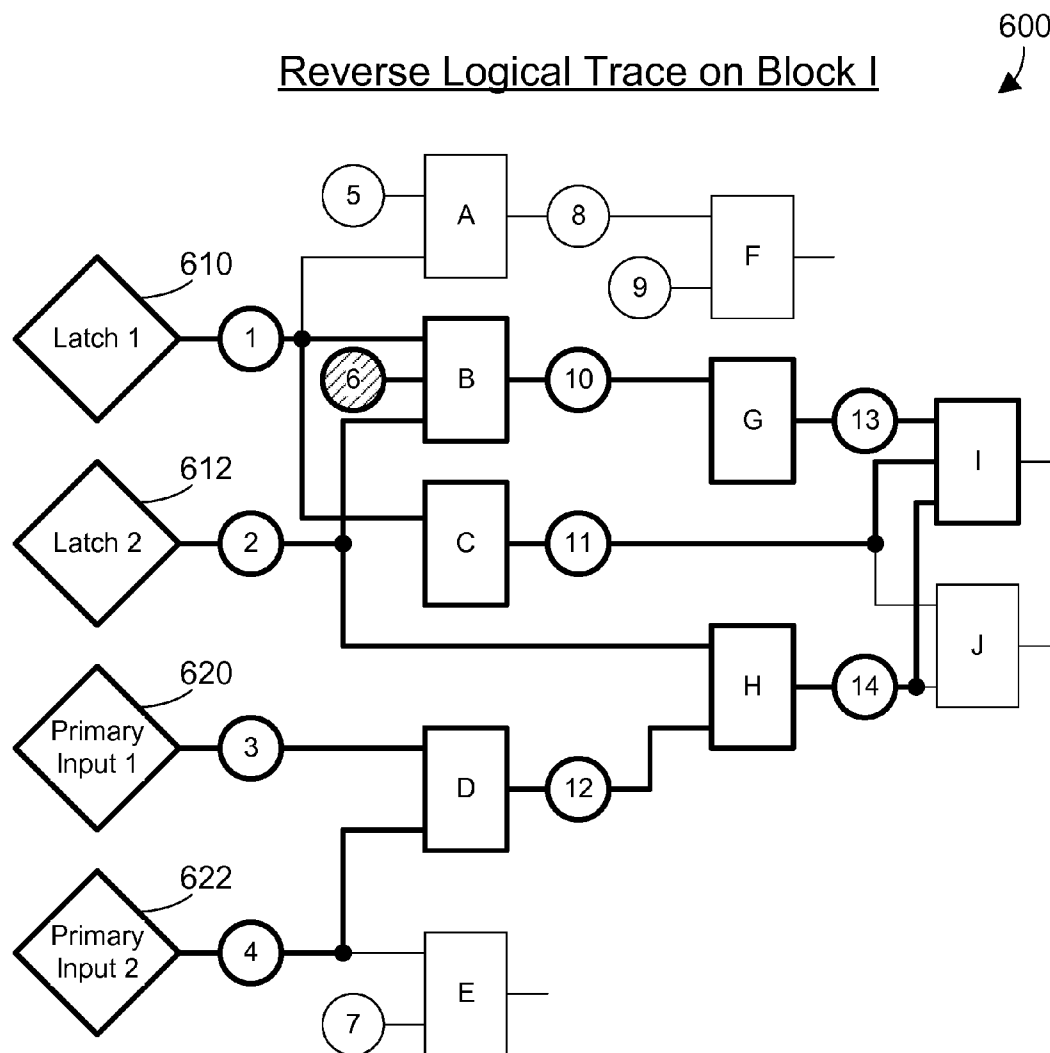 600
Reverse Logical Trace on Block I
5
A
8
F
9
610
Latch 1
1
6
B
10
G
13
I
612
Latch 2
2
C
11
J
620
Primary
Input 1
3
D
12
H
14
622
Primary
Input 2
4
E
7